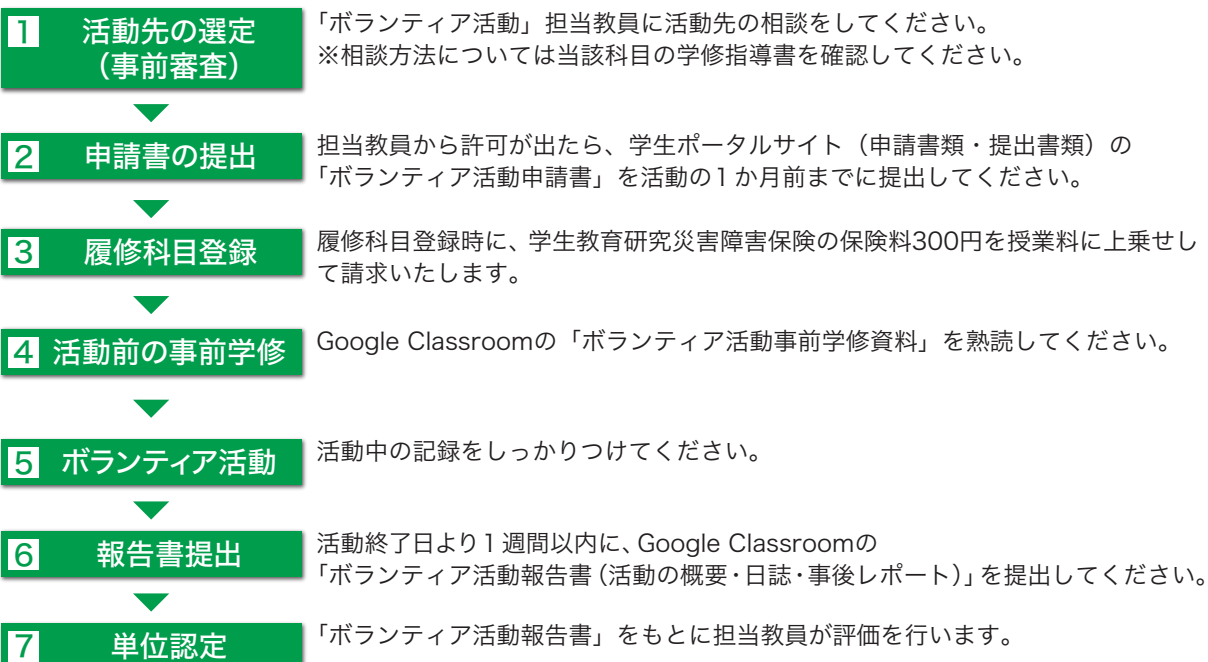 1 活動先の選定
（事前審査）
「ボランティア活動」担当教員に活動先の相談をしてください。
※相談方法については当該科目の学修指導書を確認してください。
2 申請書の提出
担当教員から許可が出たら、学生ポータルサイト（申請書類・提出書類）の
「ボランティア活動申請書」を活動の1か月前までに提出してください。
3 履修科目登録
履修科目登録時に、学生教育研究災害障害保険の保険料300円を授業料に上乗せし
て請求いたします。
4 活動前の事前学修
Google Classroomの「ボランティア活動事前学修資料」を熟読してください。
5 ボランティア活動
活動中の記録をしっかりつけてください。
6 報告書提出
活動終了日より1週間以内に、Google Classroomの
「ボランティア活動報告書（活動の概要・日誌・事後レポート）」を提出してください。
7 単位認定
「ボランティア活動報告書」をもとに担当教員が評価を行います。